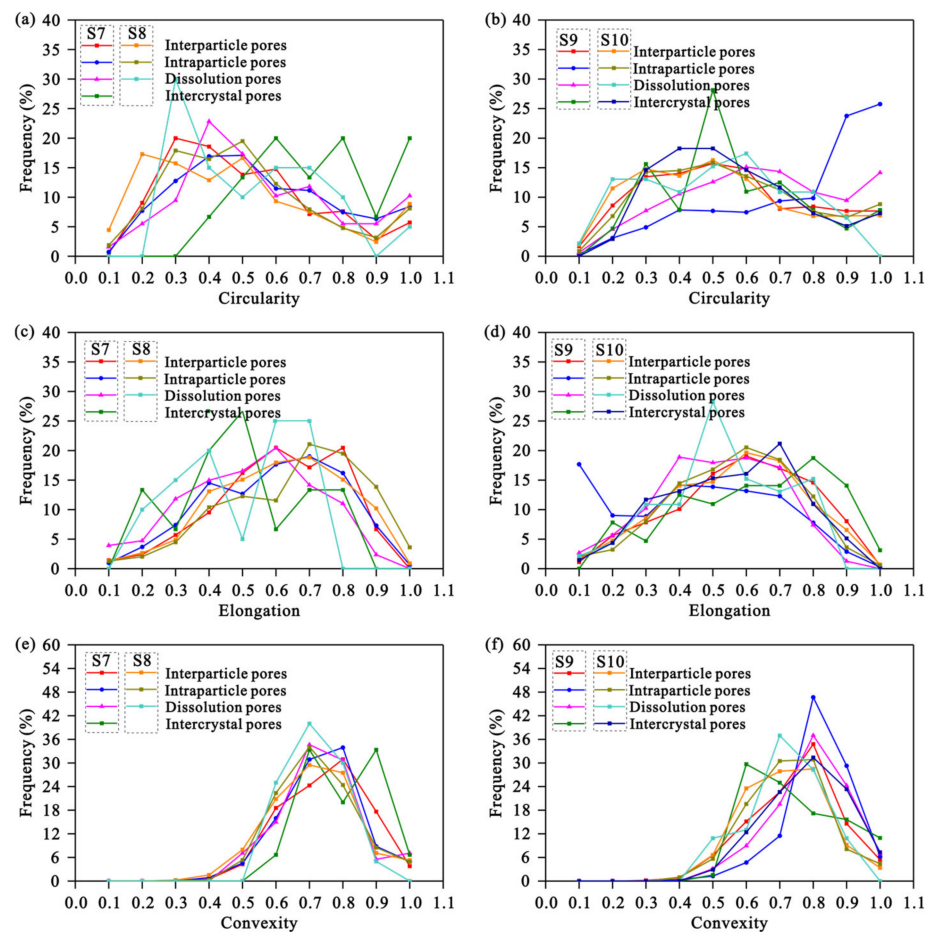 (a)
S7 S8
Interparticle pores
Intraparticle pores
Dissolution pores
Intercrystal pores
Frequency (%)
40
35
30
25
20
15
10
5
0
0.0 0.1 0.2 0.3 0.4 0.5 0.6 0.7 0.8 0.9 1.0 1.1
Circularity
(b)
S9 S10
Interparticle pores
Intraparticle pores
Dissolution pores
Intercrystal pores
Frequency (%)
40
35
30
25
20
15
10
5
0
0.0 0.1 0.2 0.3 0.4 0.5 0.6 0.7 0.8 0.9 1.0 1.1
Circularity
(c)
S7 S8
Interparticle pores
Intraparticle pores
Dissolution pores
Intercrystal pores
Frequency (%)
40
35
30
25
20
15
10
5
0
0.0 0.1 0.2 0.3 0.4 0.5 0.6 0.7 0.8 0.9 1.0 1.1
Elongation
(d)
S9 S10
Interparticle pores
Intraparticle pores
Dissolution pores
Intercrystal pores
Frequency (%)
40
35
30
25
20
15
10
5
0
0.0 0.1 0.2 0.3 0.4 0.5 0.6 0.7 0.8 0.9 1.0 1.1
Elongation
(e)
S7 S8
Interparticle pores
Intraparticle pores
Dissolution pores
Intercrystal pores
Frequency (%)
60
54
48
42
36
30
24
18
12
6
0
0.0 0.1 0.2 0.3 0.4 0.5 0.6 0.7 0.8 0.9 1.0 1.1
Convexity
(f)
S9 S10
Interparticle pores
Intraparticle pores
Dissolution pores
Intercrystal pores
Frequency (%)
60
54
48
42
36
30
24
18
12
6
0
0.0 0.1 0.2 0.3 0.4 0.5 0.6 0.7 0.8 0.9 1.0 1.1
Convexity